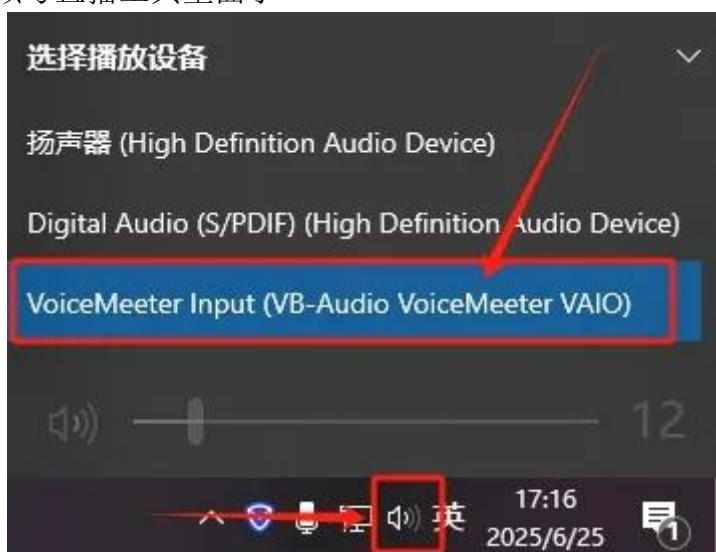 选择播放设备
扬声器 (High Definition Audio Device)
Digital Audio (S/PDIF) (High Definition Audio Device)
VoiceMeeter Input (VB-Audio VoiceMeeter VAIO)
12
英
17:16
2025/6/25
1